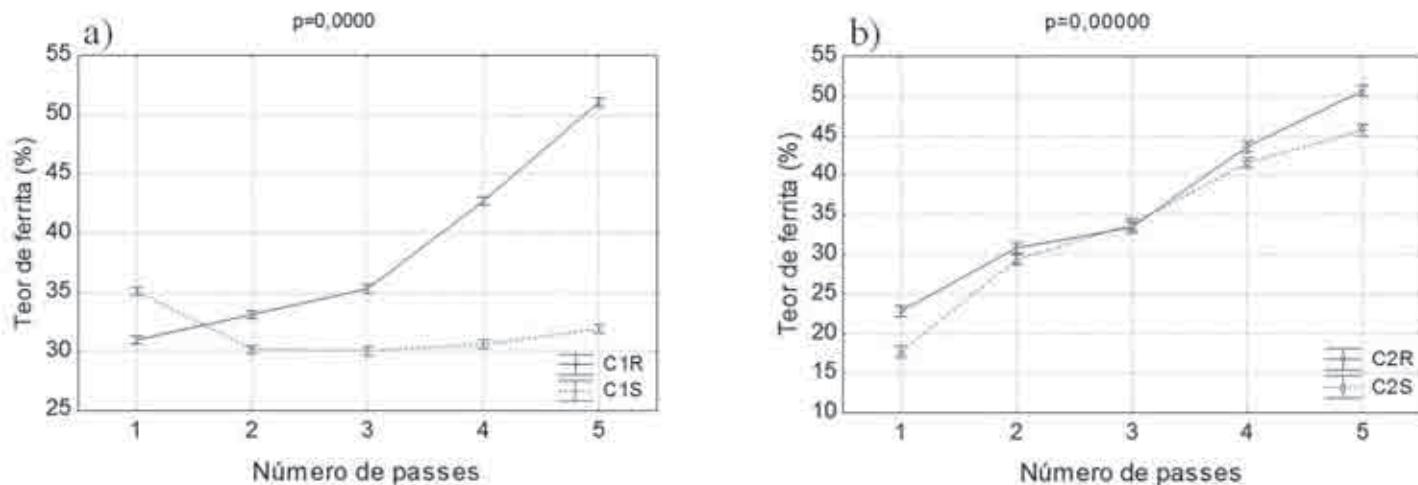 a)
p=0,0000
55
50
45
40
35
30
25
Teor de ferrita (%)
C1R
C1S
1 2 3 4 5
Número de passes
b)
p=0,00000
55
50
45
40
35
30
25
20
15
10
Teor de ferrita (%)
C2R
C2S
1 2 3 4 5
Número de passes